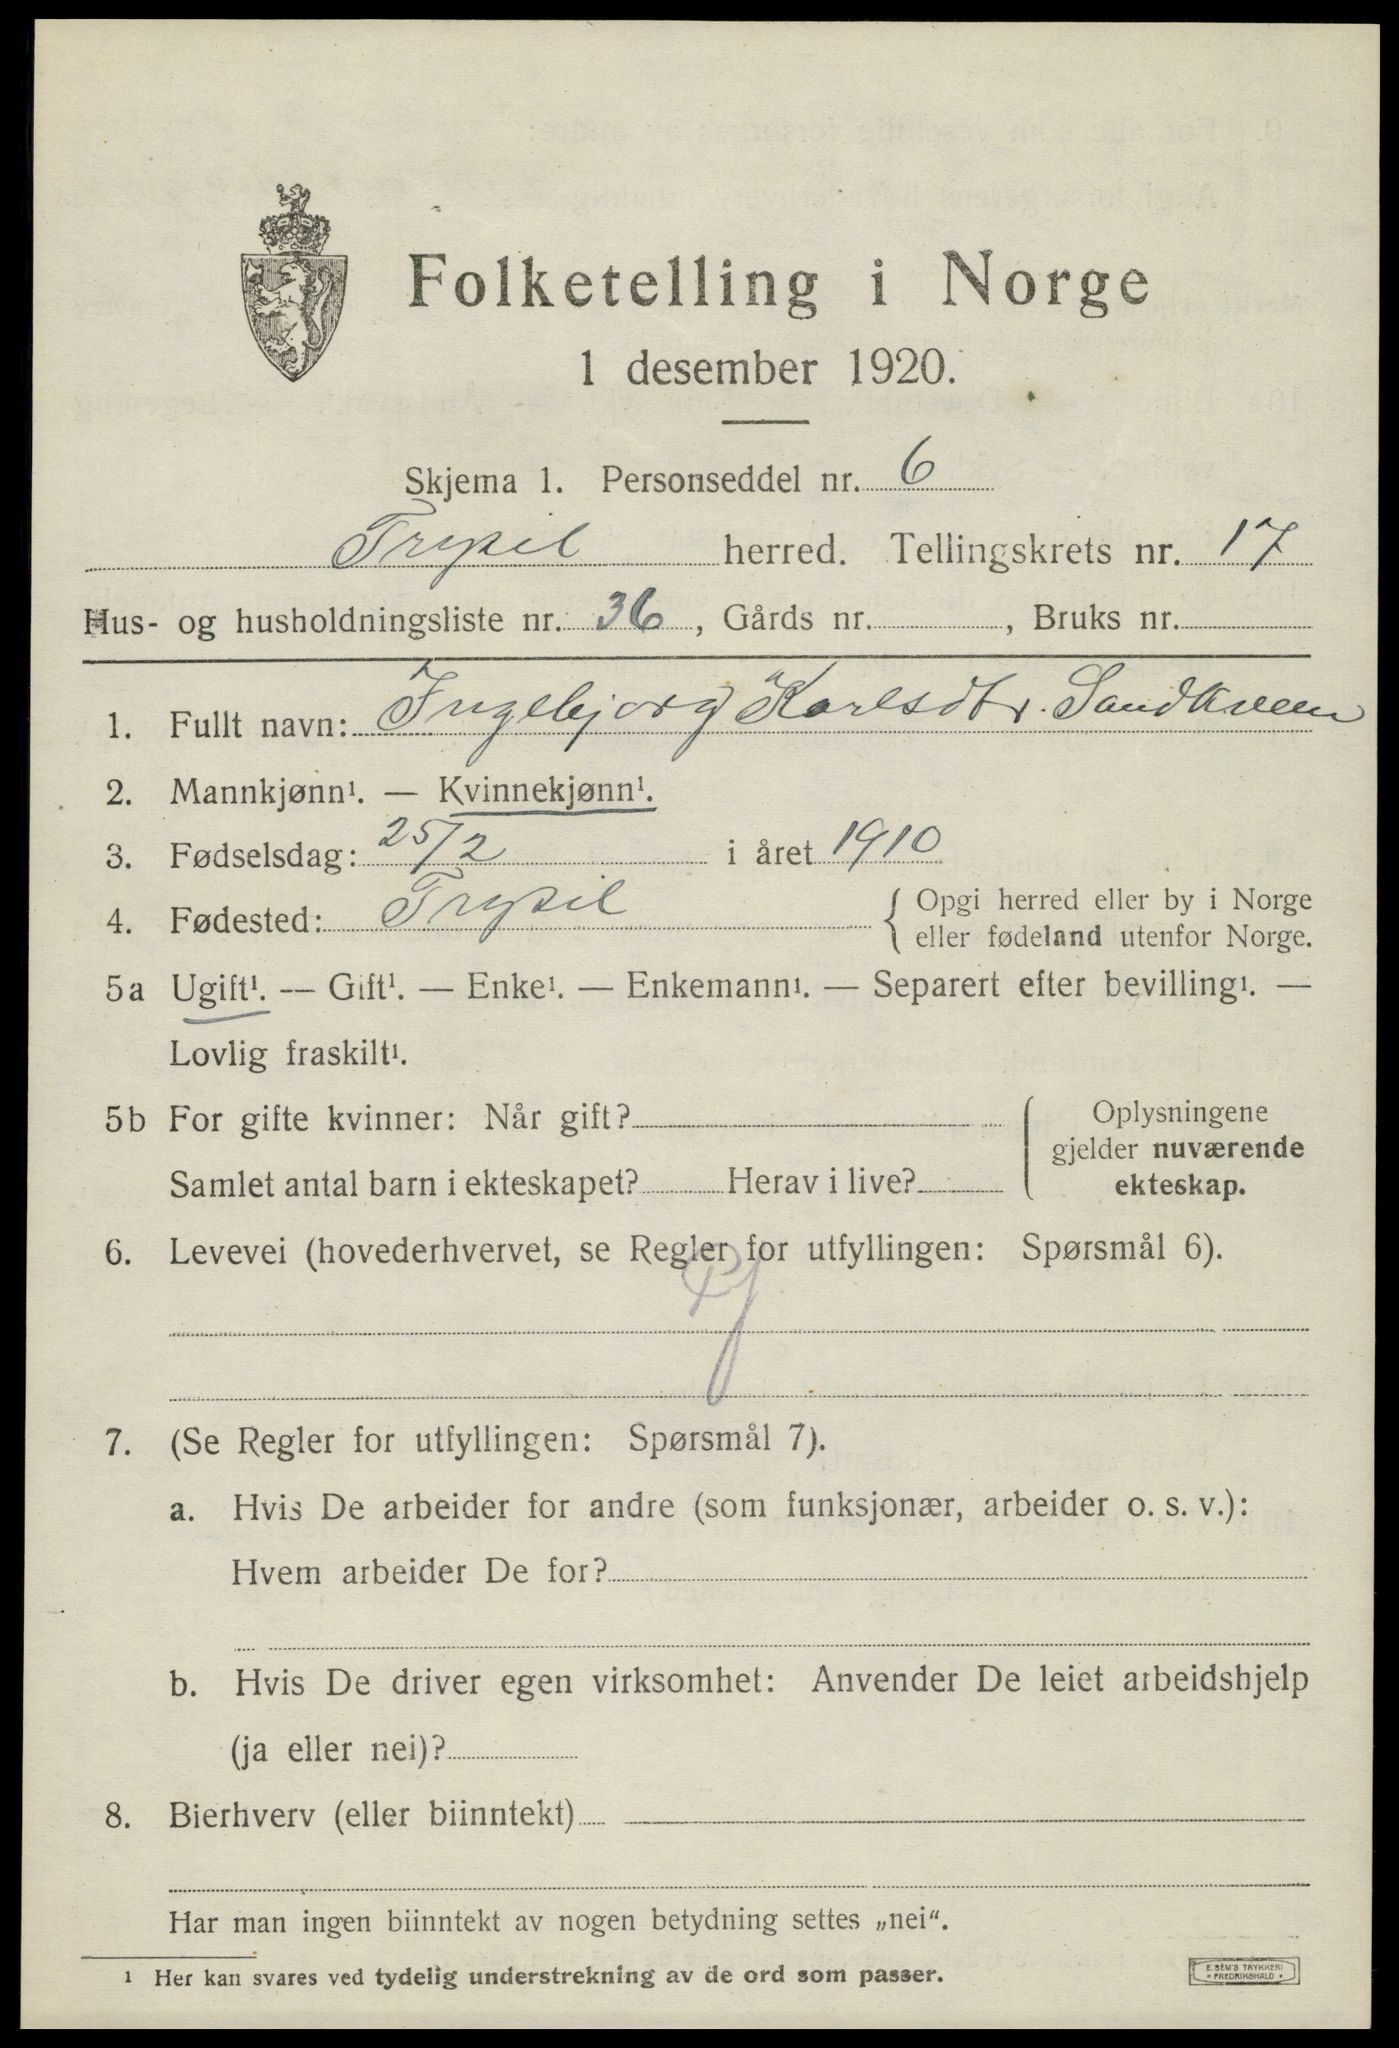 Folketelling i Norge
1 desember 1920.
Skjema 1. Personseddel nr. 6
Trysil herred. Tellingskrets nr. 17
Hus- og husholdningsliste nr. 36, Gårds nr. , Bruks nr.
1. Fullt navn: Ingebjorg Karlsdtr. Sandkveen
2. Mannkjønn¹. — Kvinnekjønn¹.
3. Fødselsdag: 25/2 i året 1910
4. Fødested: Trysil { Opgi herred eller by i Norge
eller fødeland utenfor Norge.
5a Ugift¹. — Gift¹. — Enke¹. — Enkemann¹. — Separert efter bevilling¹. —
Lovlig fraskilt¹.
5b For gifte kvinner: Når gift? Oplysningene
gjelder nuværende
Samlet antal barn i ekteskapet? Herav i live? ekteskap.
6. Levevei (hovederhvervet, se Regler for utfyllingen: Spørsmål 6).
7. (Se Regler for utfyllingen: Spørsmål 7).
a. Hvis De arbeider for andre (som funksjonær, arbeider o. s. v.):
Hvem arbeider De for?
b. Hvis De driver egen virksomhet: Anvender De leiet arbeidshjelp
(ja eller nei)?
8. Bierhverv (eller biinntekt)
Har man ingen biinntekt av nogen betydning settes „nei“.
¹ Her kan svares ved tydelig understrekning av de ord som passer.
E. SEM'S TRYKKERI
• FREDRIKSHALD •